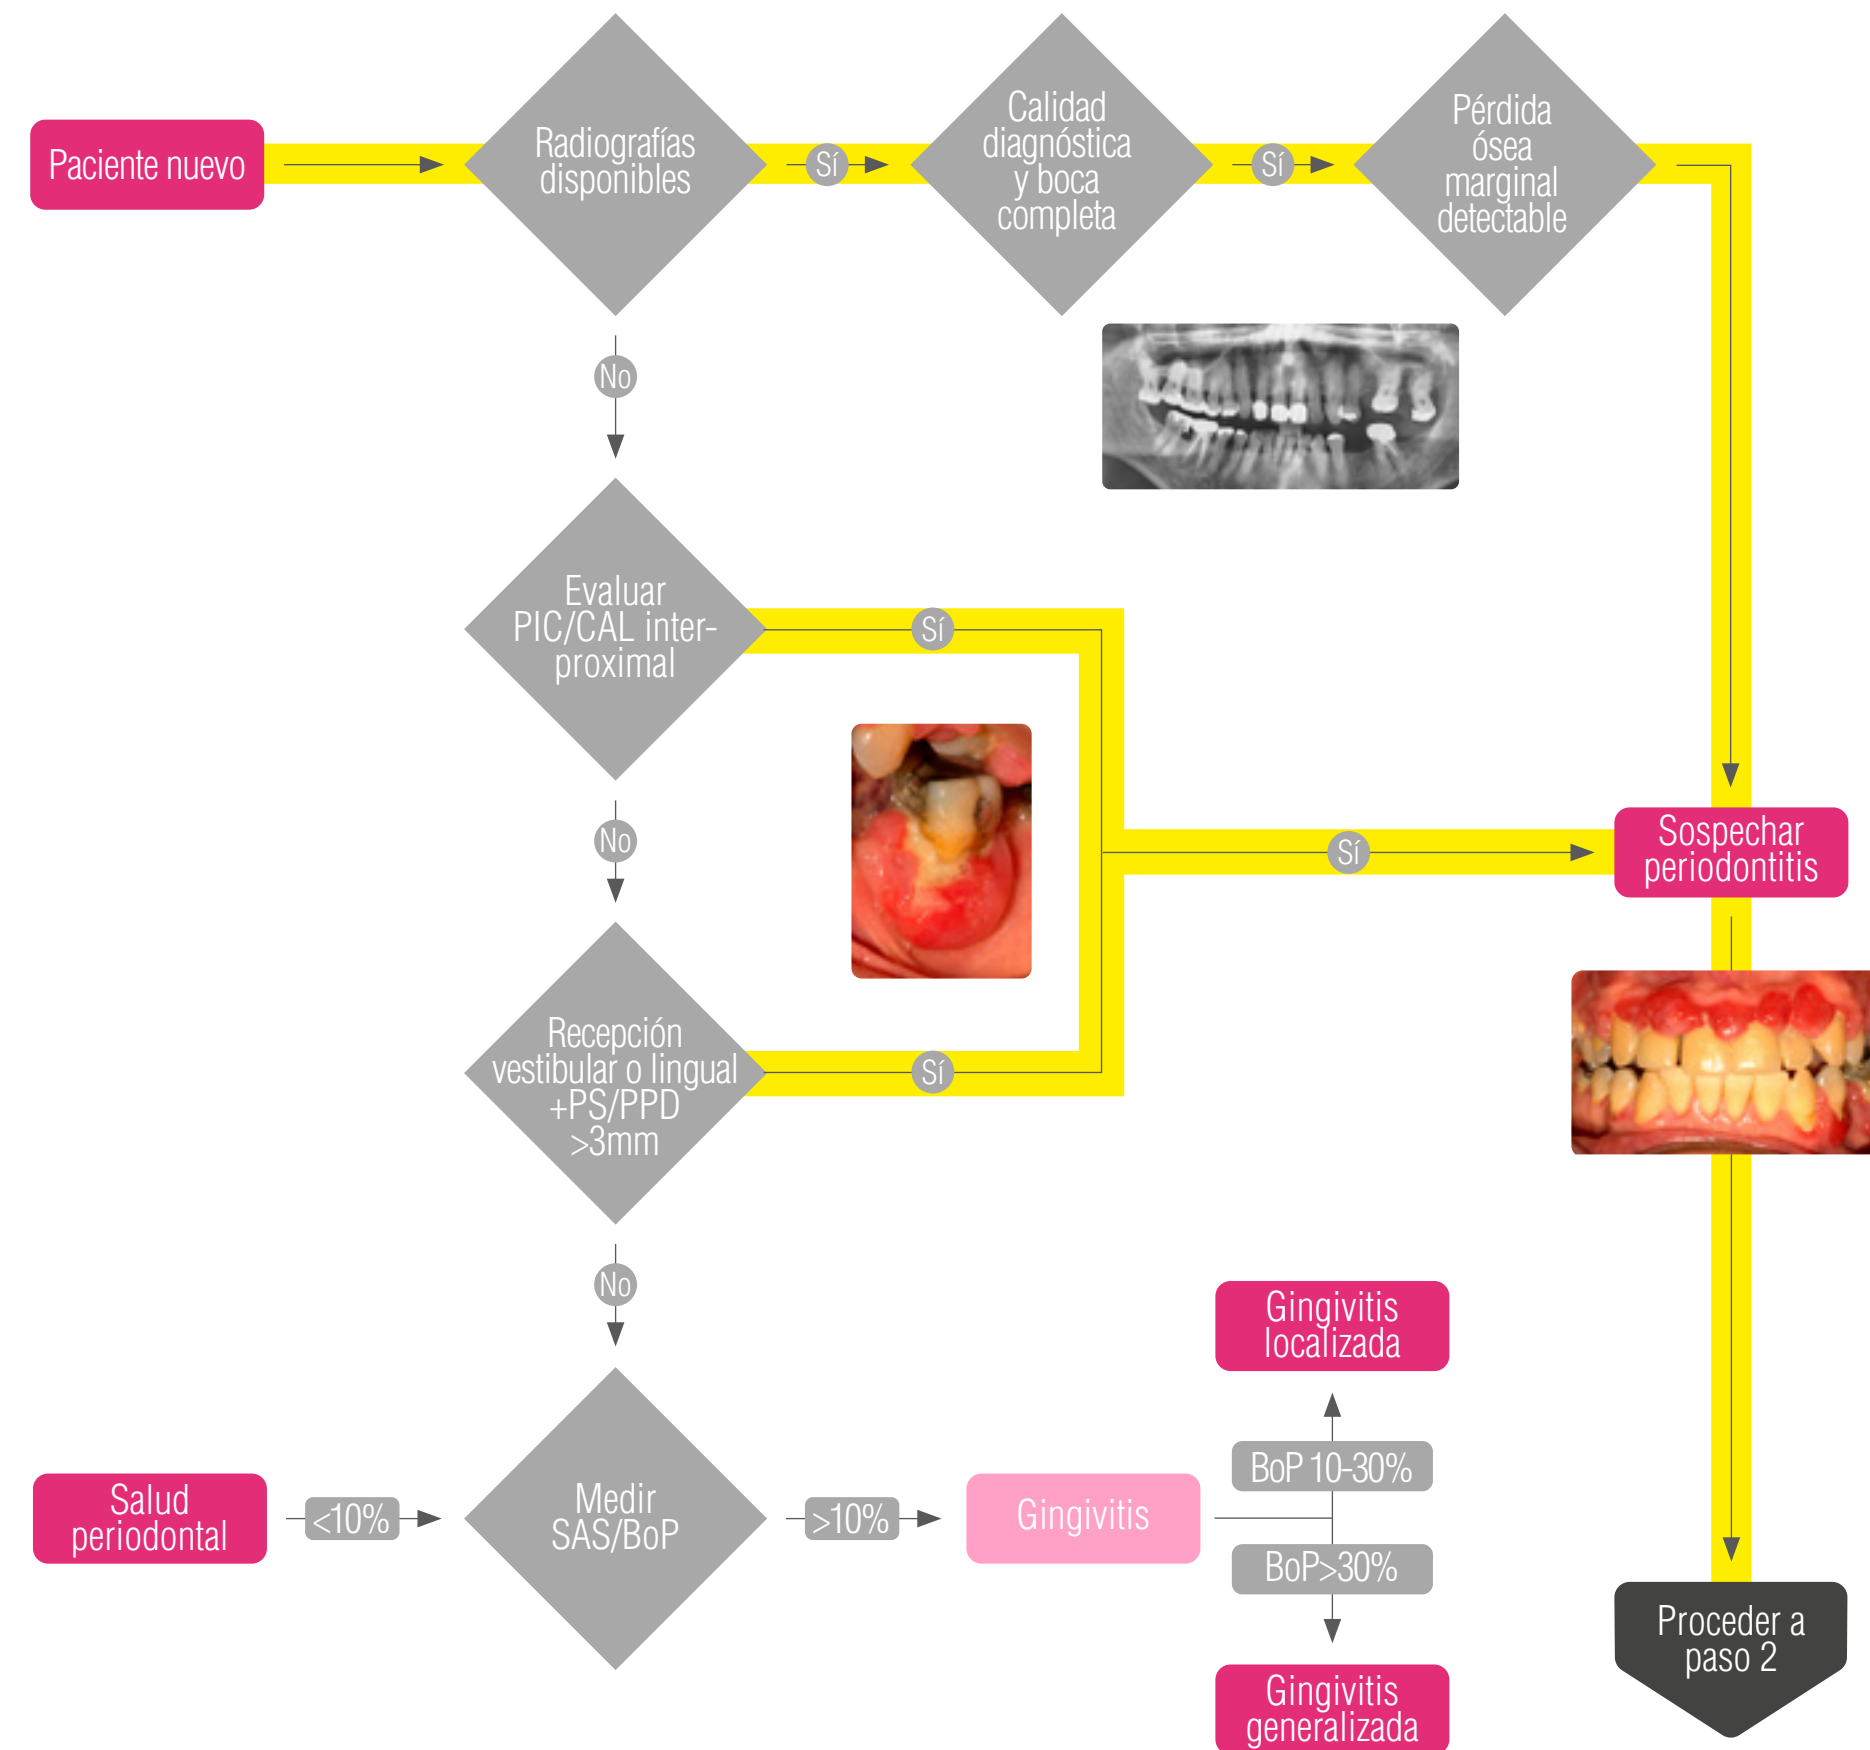 Paciente nuevo
Radiografías
disponibles
Sí
Calidad
diagnóstica
y boca
completa
Sí
Pérdida
ósea
marginal
detectable
No
Evaluar
PIC/CAL inter-
proximal
Sí
No
Sí
Sospechar
periodontitis
Recepción
vestibular o lingual
+PS/PPD
>3mm
Sí
No
Gingivitis
localizada
BoP 10-30%
Salud
periodontal
<10%
Medir
SAS/BoP
>10%
Gingivitis
BoP>30%
Gingivitis
generalizada
Proceder a
paso 2